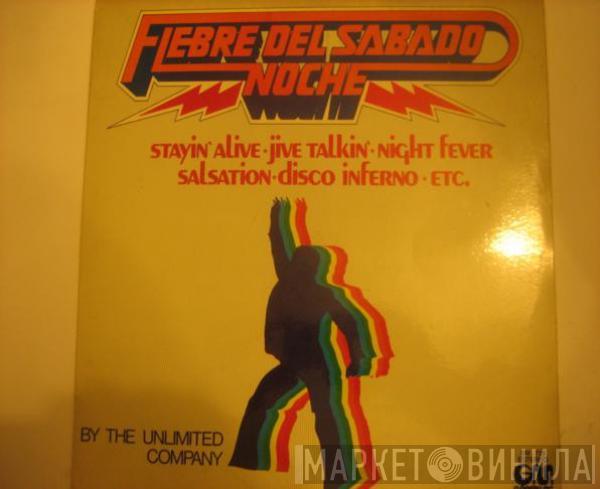 FIEBRE DEL SABADO
NOCHE
STAYIN' ALIVE · JIVE TALKIN' · NIGHT FEVER
SALSATION · DISCO INFERNO · ETC.
BY THE UNLIMITED
COMPANY
МАРКЕТ ВИНИЛА